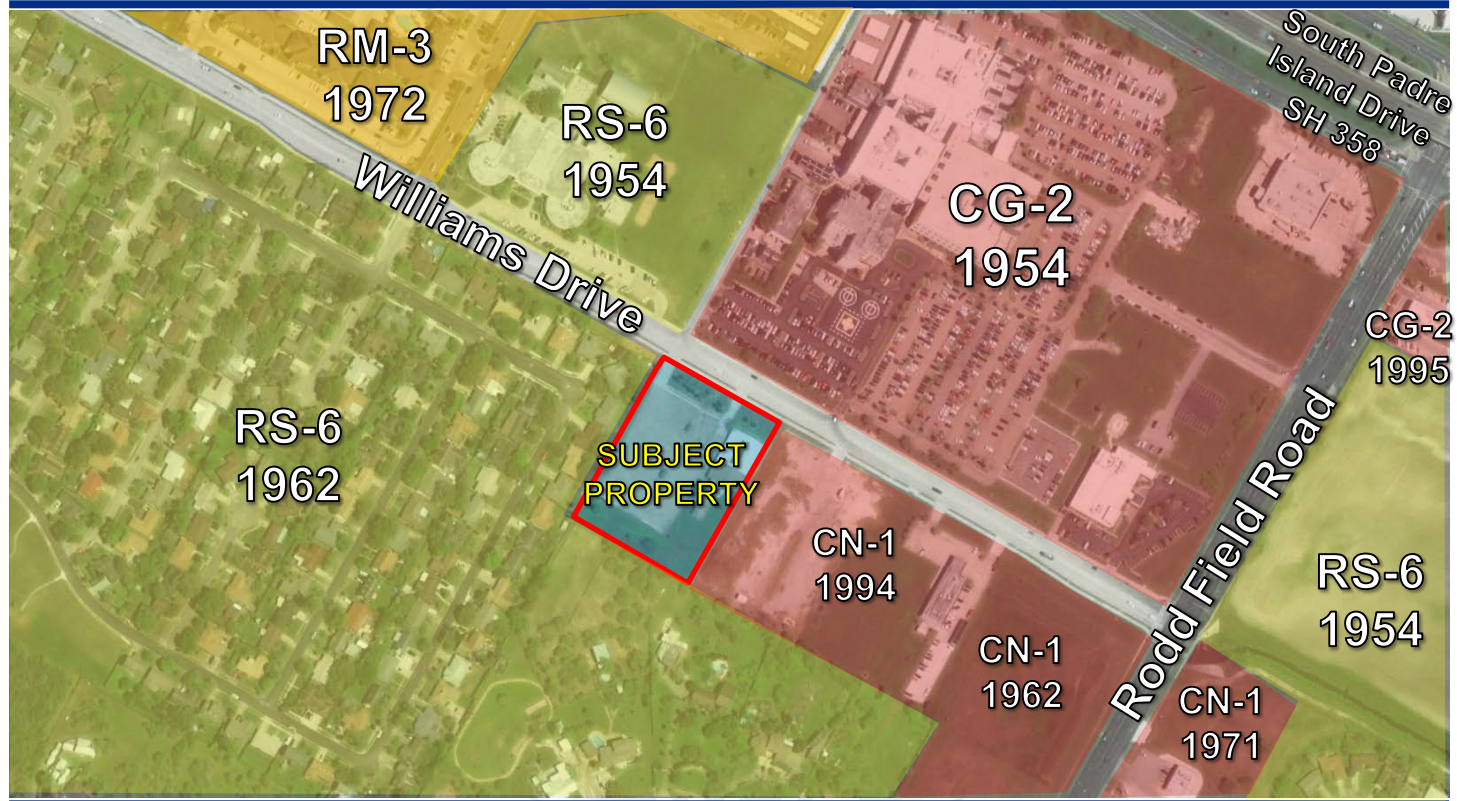 RM-3
1972
RS-6
1954
South Padre
Island Drive
SH 358
Williams Drive
CG-2
1954
CG-2
1995
RS-6
1962
SUBJECT
PROPERTY
CN-1
1994
Rodd Field Road
RS-6
1954
CN-1
1962
CN-1
1971